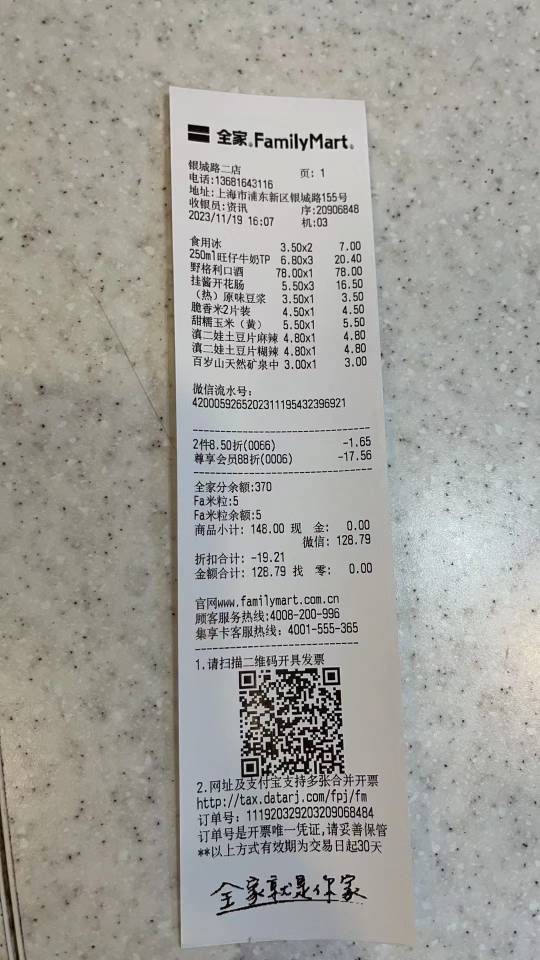 全家®FamilyMart®
银城路二店 页: 1
电话:13681643116
地址:上海市浦东新区银城路155号
收银员:资讯 序:20906848
2023/11/19 16:07 机:03
食用冰 3.50x2 7.00
250ml旺仔牛奶TP 6.80x3 20.40
野格利口酒 78.00x1 78.00
挂酱开花肠 5.50x3 16.50
(热)原味豆浆 3.50x1 3.50
脆香米2片装 4.50x1 4.50
甜糯玉米(黄) 5.50x1 5.50
滇二娃土豆片麻辣 4.80x1 4.80
滇二娃土豆片糊辣 4.80x1 4.80
百岁山天然矿泉中 3.00x1 3.00
微信流水号:
4200059265202311195432396921
2件8.50折(0066) -1.65
尊享会员88折(0006) -17.56
全家分余额:370
Fa米粒:5
Fa米粒余额:5
商品小计: 148.00 现 金: 0.00
微信: 128.79
折扣合计: -19.21
金额合计: 128.79 找 零: 0.00
官网www.familymart.com.cn
顾客服务热线:4008-200-996
集享卡客服热线: 4001-555-365
1.请扫描二维码开具发票
2.网址及支付宝支持多张合并开票
http://tax.datarj.com/fpj/fm
订单号: 111920329203209068484
订单号是开票唯一凭证,请妥善保管
**以上方式有效期为交易日起30天
全家就是你家